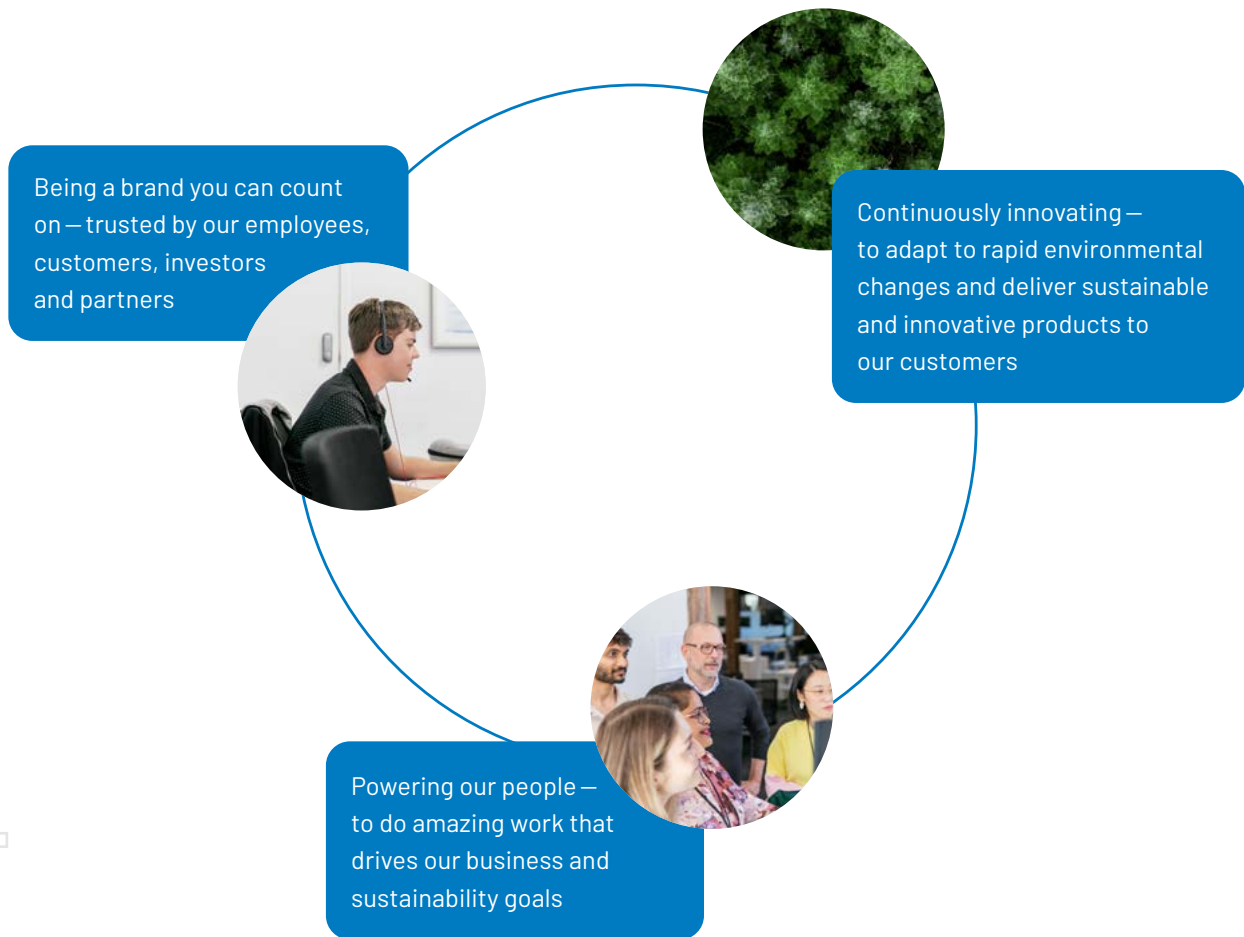 Being a brand you can count
on — trusted by our employees,
customers, investors
and partners
Continuously innovating —
to adapt to rapid environmental
changes and deliver sustainable
and innovative products to
our customers
Powering our people —
to do amazing work that
drives our business and
sustainability goals